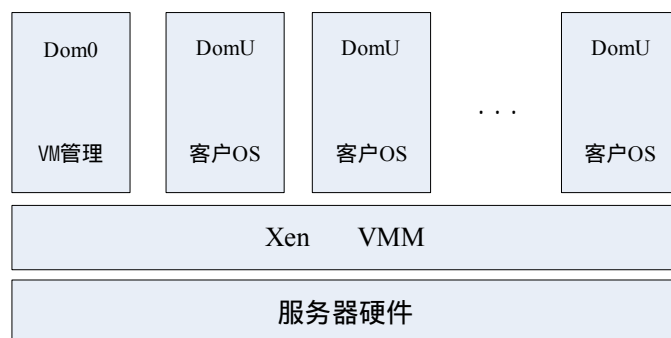 Dom0 DomU DomU DomU
. . .
VM管理 客户OS 客户OS 客户OS
Xen VMM
服务器硬件